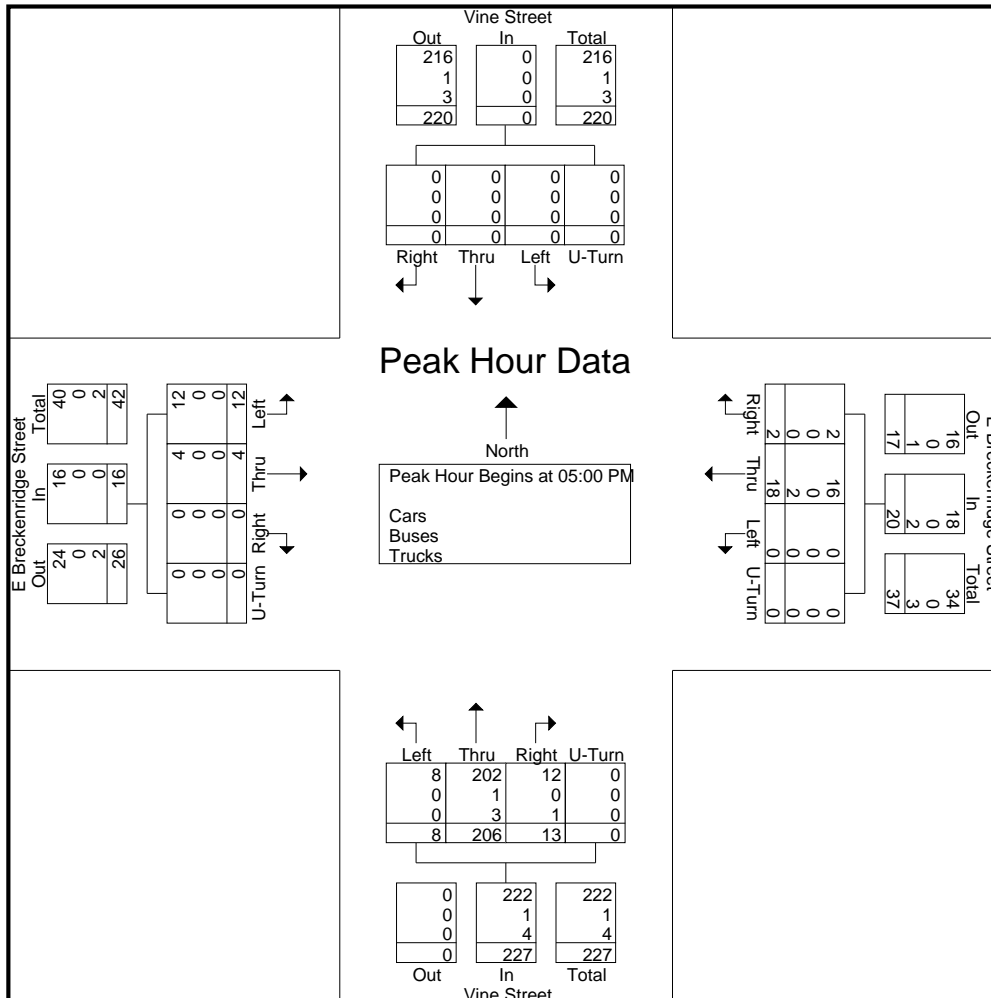 Vine Street
Out In Total
216 0 216
1 0 1
3 0 3
220 0 220
0 0 0 0
0 0 0 0
0 0 0 0
0 0 0 0
Right Thru Left U-Turn
Peak Hour Data
North
Peak Hour Begins at 05:00 PM
Cars
Buses
Trucks
E Breckenridge Street
Total In Out
40 16 24
0 0 0
2 0 2
42 16 26
12 4 0 0
0 0 0 0
0 0 0 0
12 4 0 0
Left Thru Right U-Turn
E Breckenridge Street
Out In Total
16 18 34
0 0 0
1 2 3
17 20 37
2 16 0 0
0 0 0 0
0 2 0 0
2 18 0 0
Right Thru Left U-Turn
Left Thru Right U-Turn
8 202 12 0
0 1 0 0
0 3 1 0
8 206 13 0
0 222 222
0 1 1
0 4 4
0 227 227
Out In Total
Vine Street